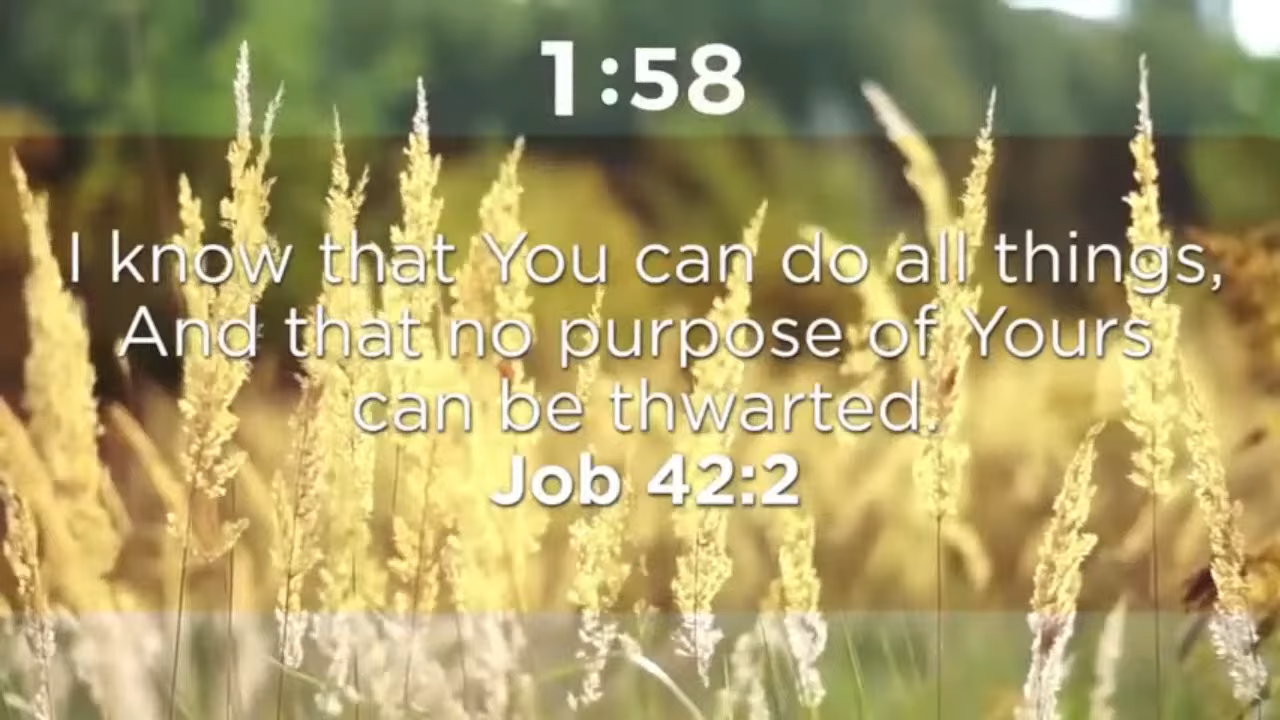 1:58
I know that You can do all things,
And that no purpose of Yours
can be thwarted.
Job 42:2